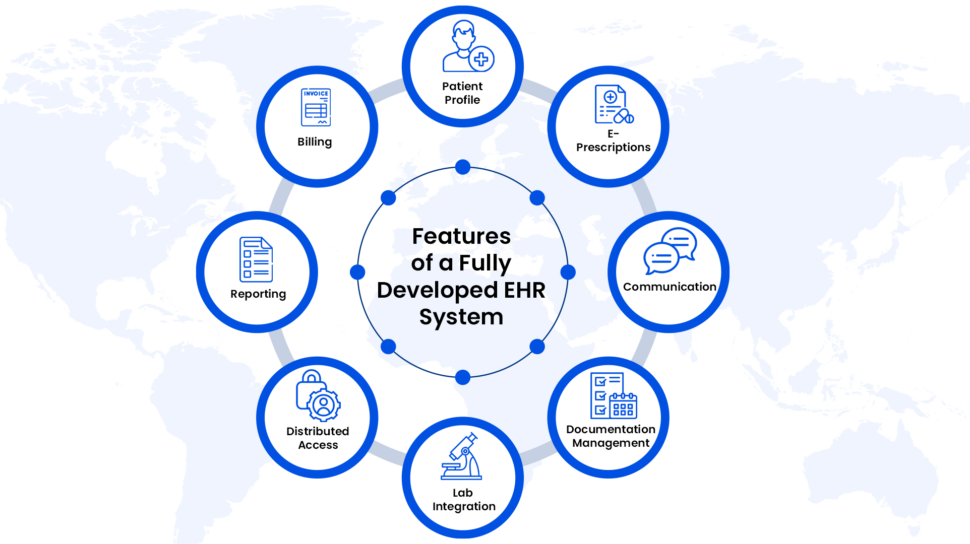 Patient
Profile
INVOICE
Billing
E-
Prescriptions
Features
of a Fully
Developed EHR
System
Reporting
Communication
Distributed
Access
Documentation
Management
Lab
Integration